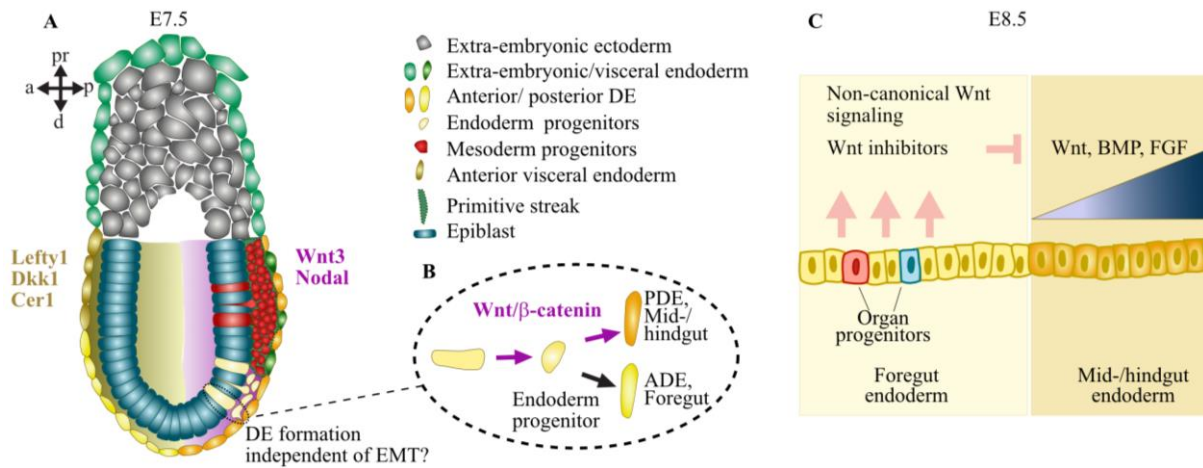 A
E7.5
pr
a
p
d
Lefty1
Dkk1
Cer1
Wnt3
Nodal
DE formation
independent of EMT?
Extra-embryonic ectoderm
Extra-embryonic/visceral endoderm
Anterior/ posterior DE
Endoderm progenitors
Mesoderm progenitors
Anterior visceral endoderm
Primitive streak
Epiblast
B
Wnt/β-catenin
PDE,
Mid-/
hindgut
Endoderm
progenitor
ADE,
Foregut
C
E8.5
Non-canonical Wnt
signaling
Wnt inhibitors
Wnt, BMP, FGF
Organ
progenitors
Foregut
endoderm
Mid-/hindgut
endoderm